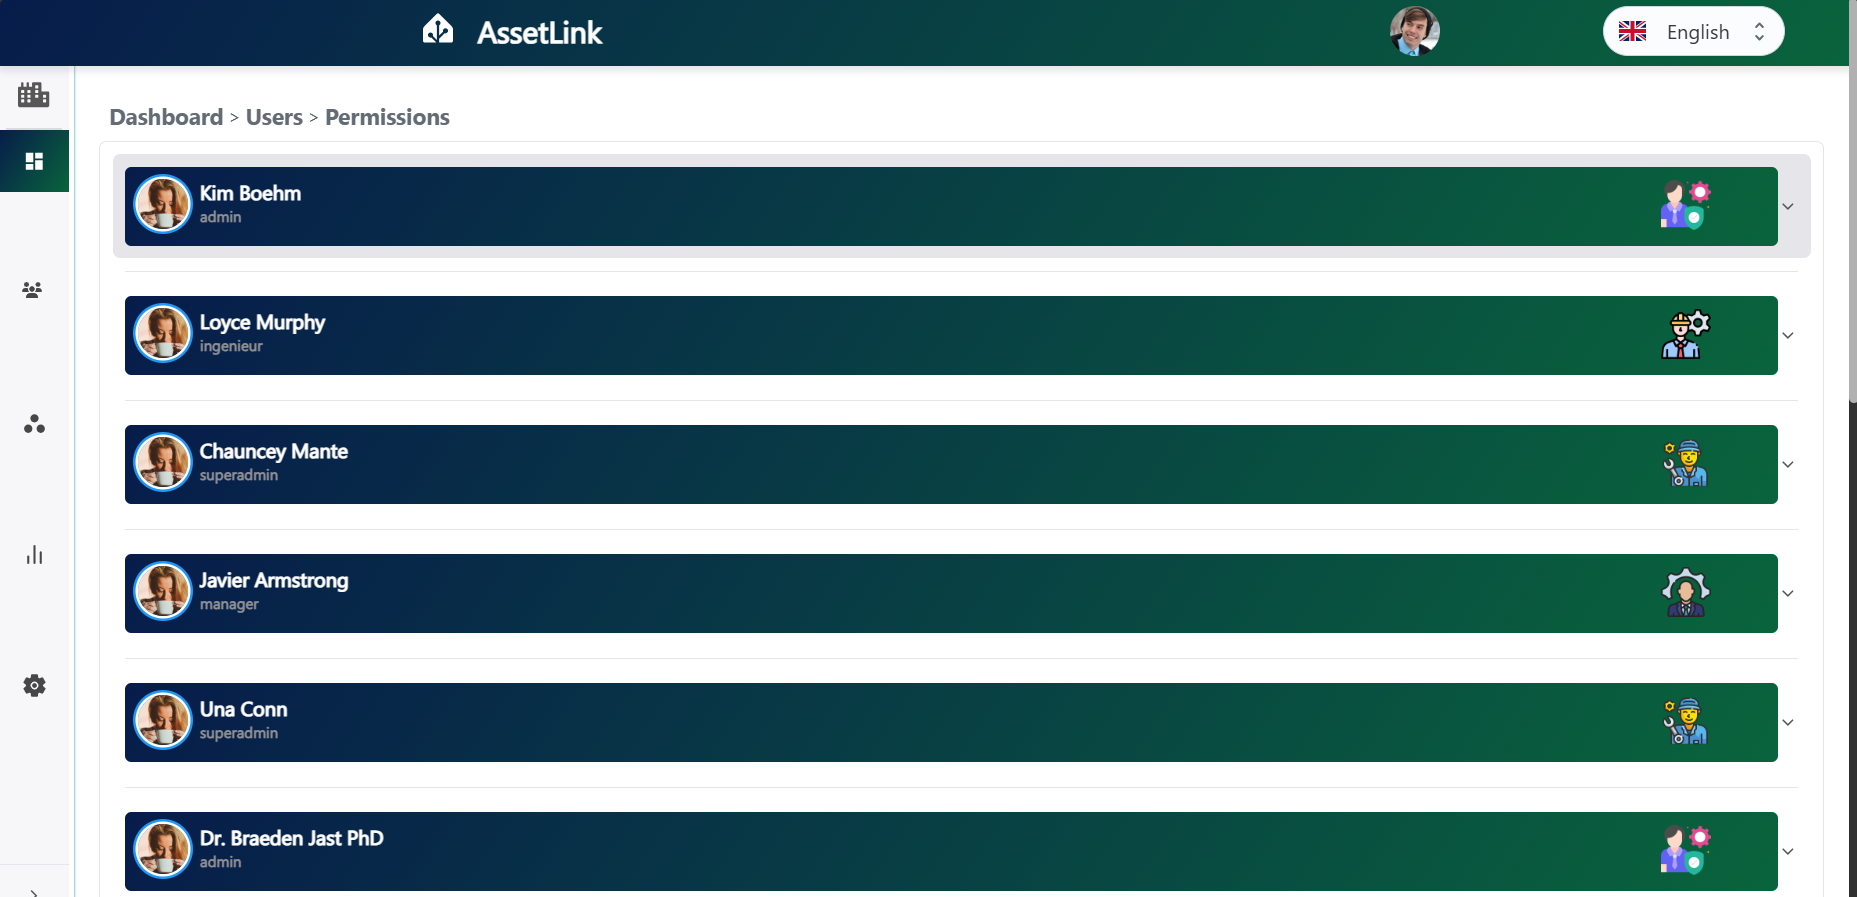 AssetLink
English
Dashboard > Users > Permissions
Kim Boehm
admin
Loyce Murphy
ingenieur
Chauncey Mante
superadmin
Javier Armstrong
manager
Una Conn
superadmin
Dr. Braeden Jast PhD
admin